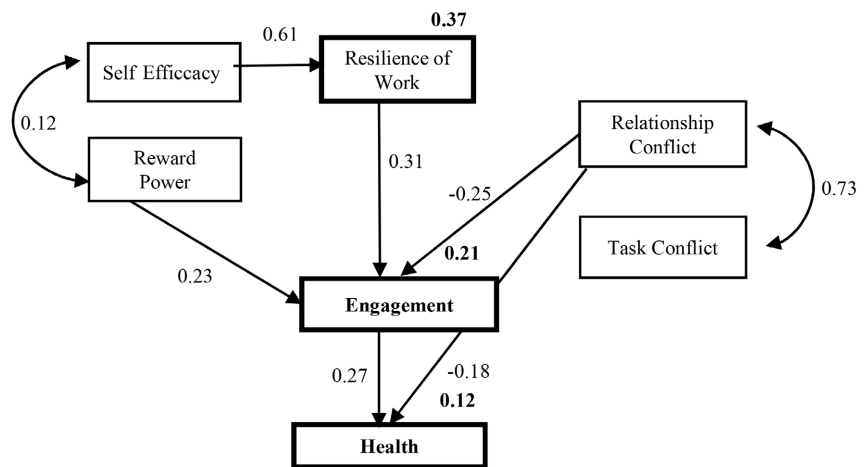 0.37
0.61
Self Efficcacy
Resilience of
Work
0.12
Relationship
Conflict
Reward
Power
0.31
-0.25
0.73
0.21
Task Conflict
0.23
Engagement
0.27
-0.18
0.12
Health